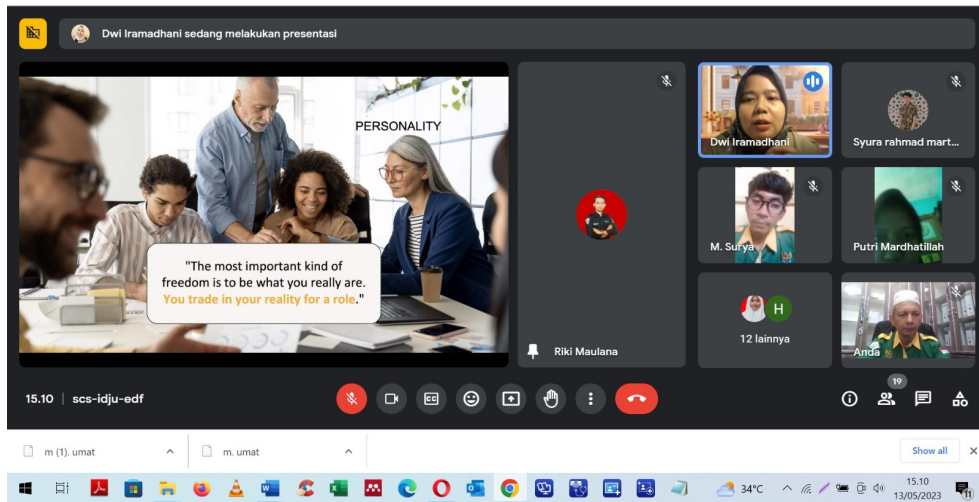 Dwi Iramadhani sedang melakukan presentasi
PERSONALITY
"The most important kind of
freedom is to be what you really are.
You trade in your reality for a role."
Riki Maulana
Dwi Iramadhani
Syura rahmad mart...
M. Surya
Putri Mardhatillah
H
12 lainnya
Anda
15.10 | scs-idju-edf
19
m (1). umat
m. umat
Show all
34°C
15.10
13/05/2023